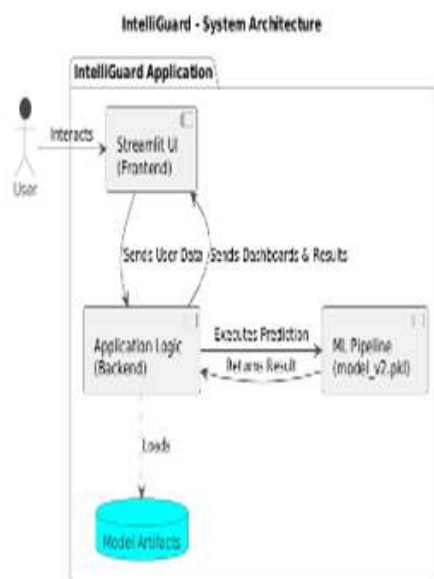 IntelliGuard - System Architecture
IntelliGuard Application
Interacts
Streamlit UI
(Frontend)
User
Sends User Data
Sends Dashboards & Results
Application Logic
(Backend)
Executes Prediction
Returns Result
ML Pipeline
(model_v2.pkl)
Loads
Model Artifacts